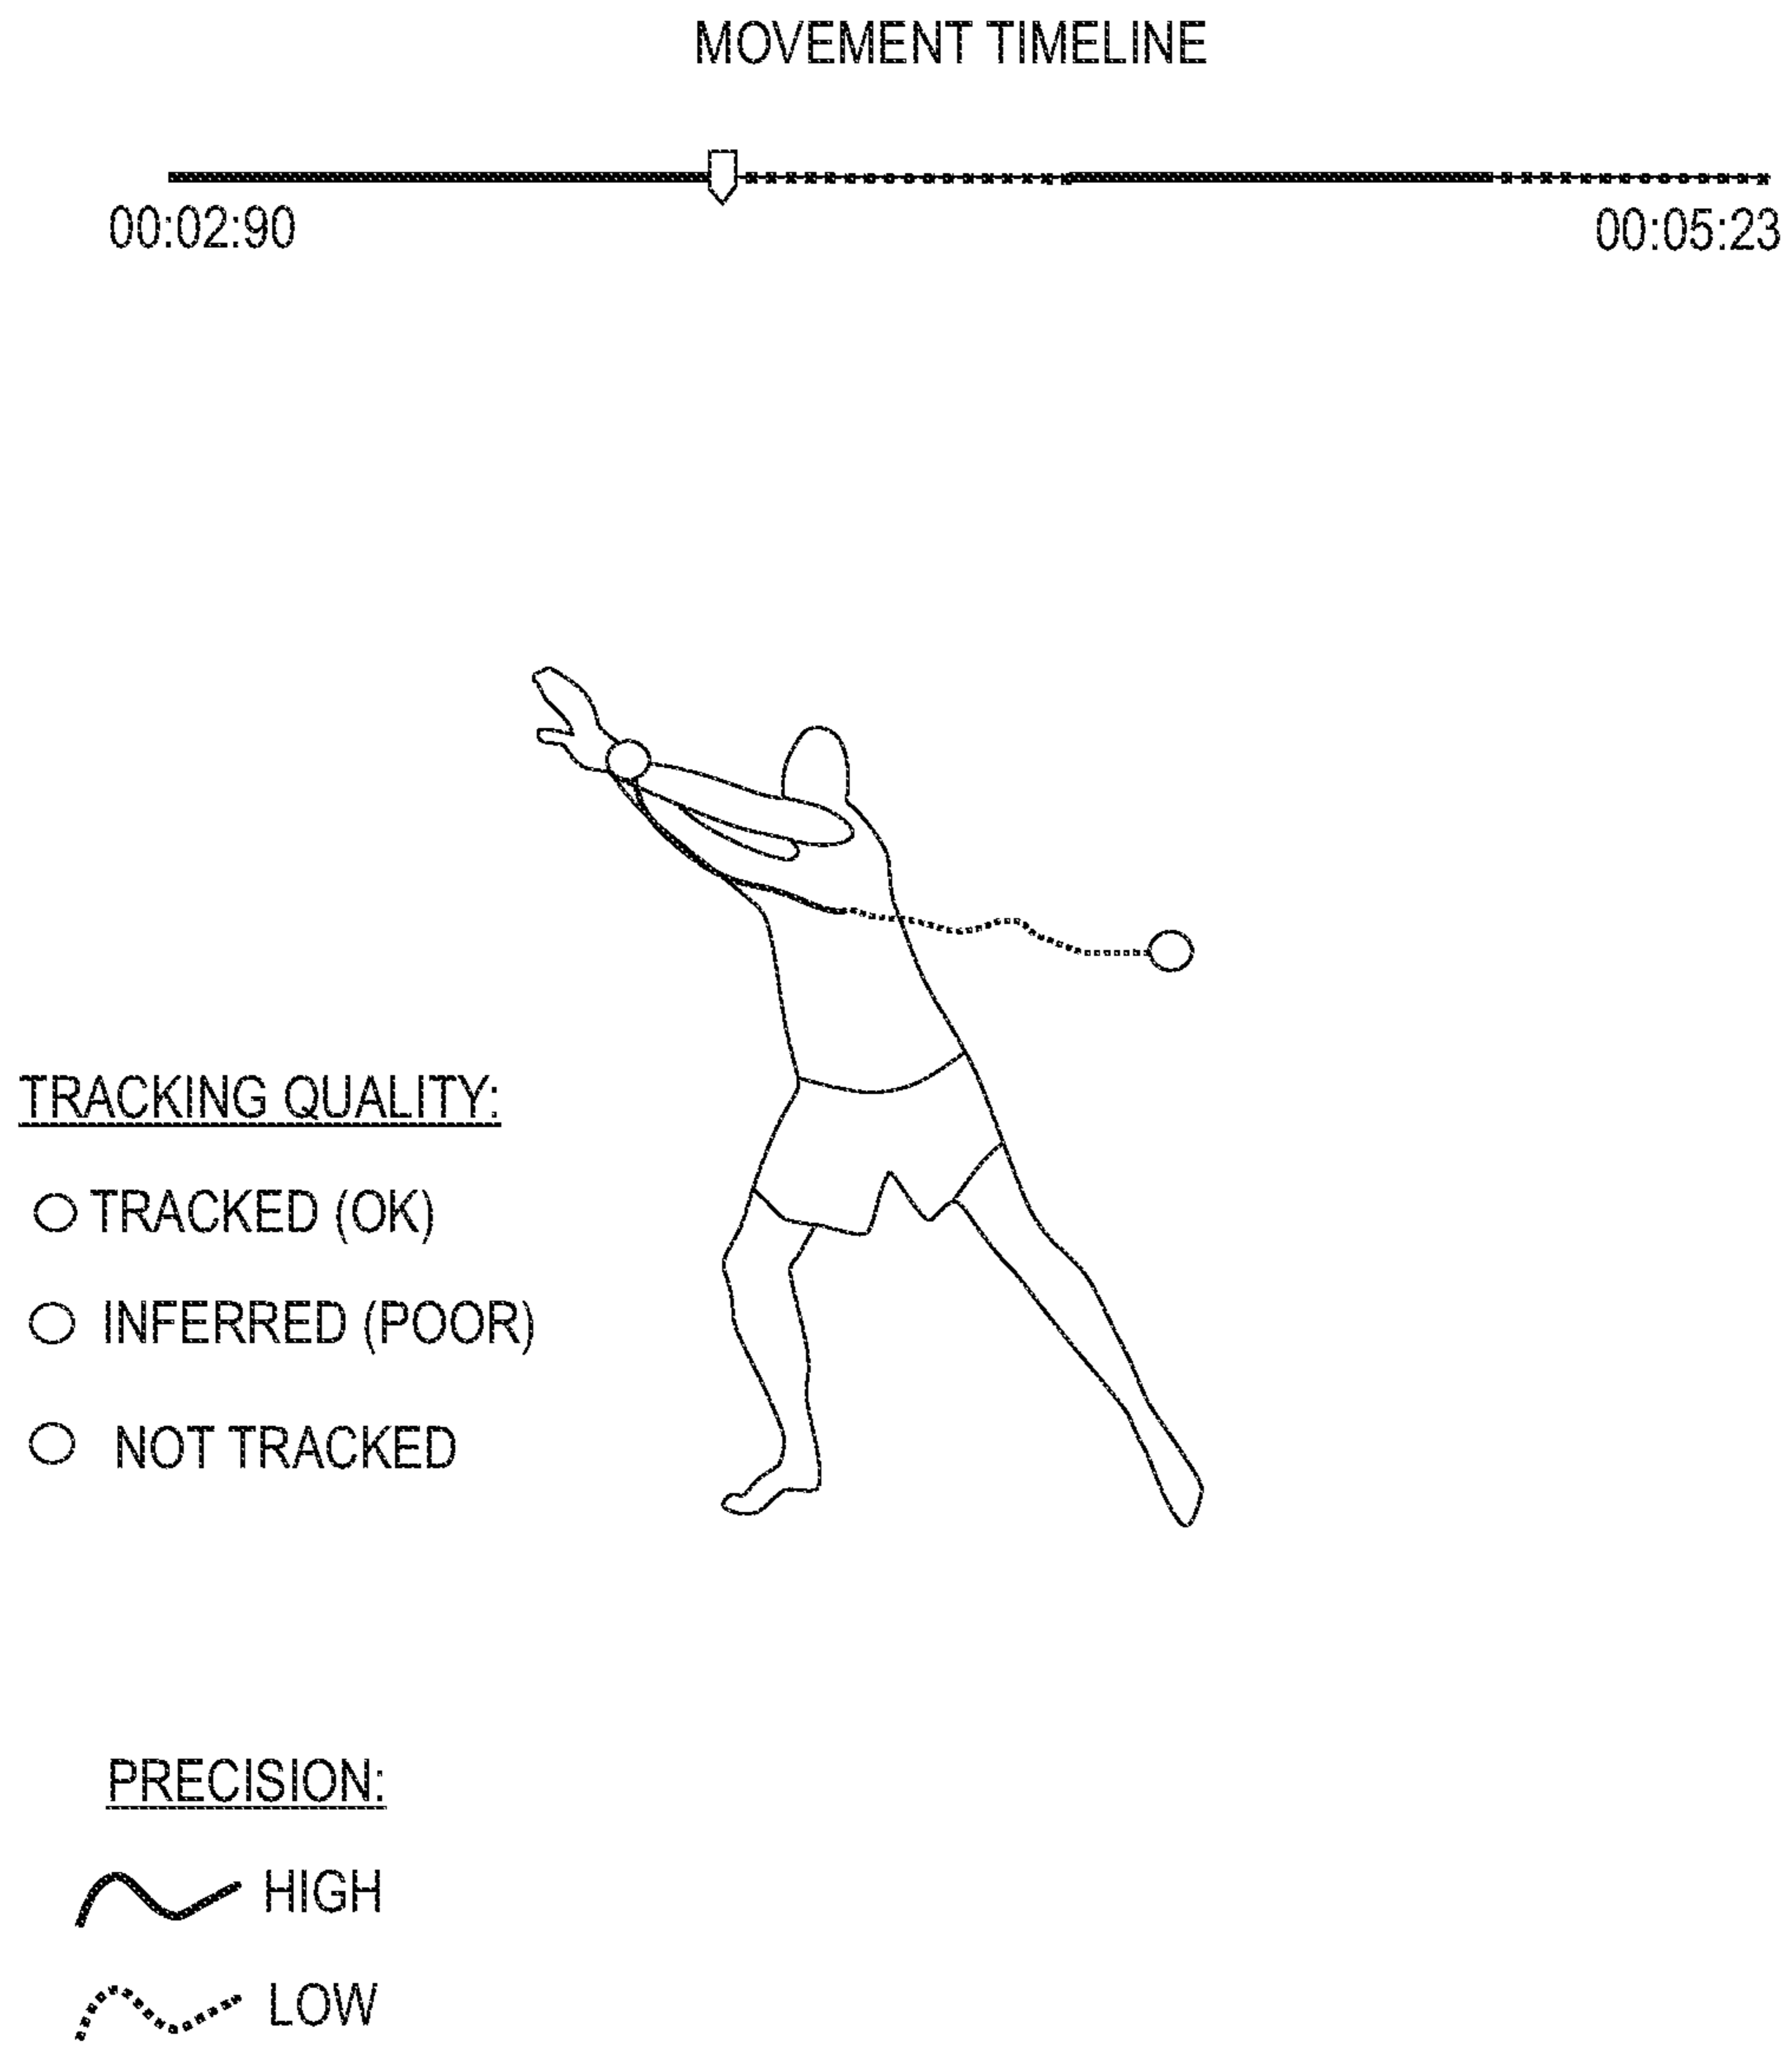 MOVEMENT TIMELINE
00:02:90
00:05:23
TRACKING QUALITY:
TRACKED (OK)
INFERRED (POOR)
NOT TRACKED
PRECISION:
HIGH
LOW